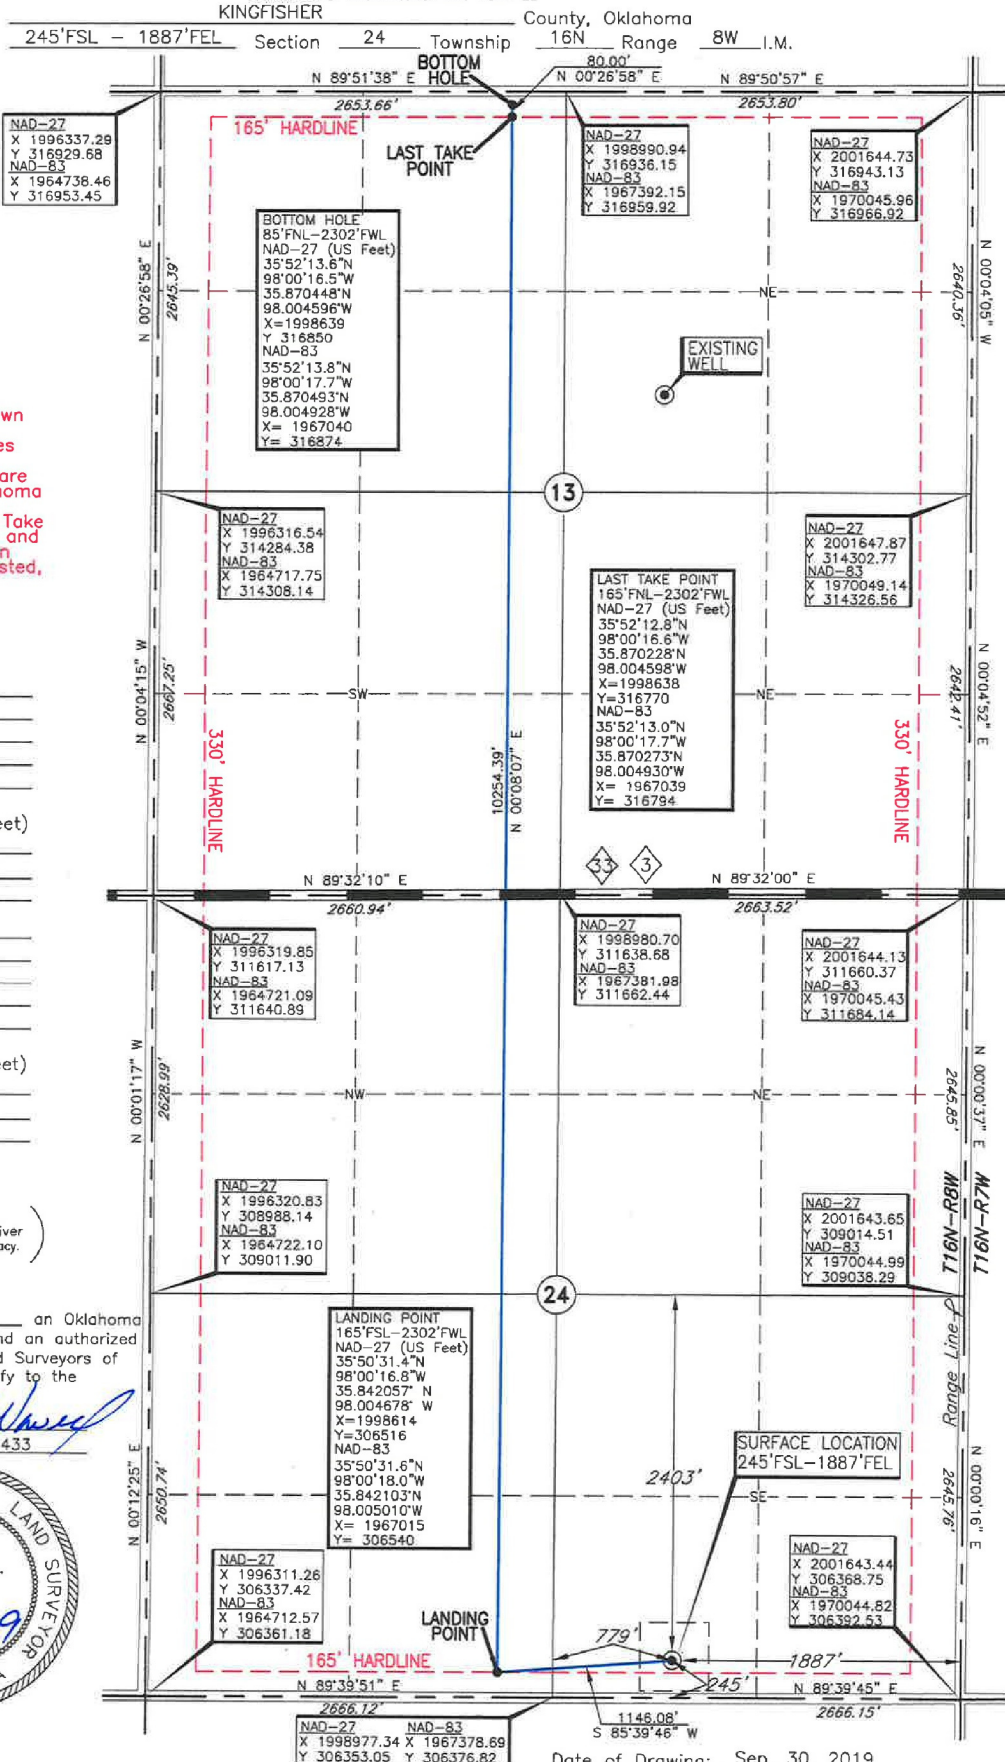 KINGFISHER County, Oklahoma
245'FSL - 1887'FEL Section 24 Township 16N Range 8W I.M.
BOTTOM
HOLE
80.00'
N 00°26'58" E
N 89°51'38" E
N 89°50'57" E
2653.66'
2653.80'
165' HARDLINE
LAST TAKE
POINT
NAD-27
X 1996337.29
Y 316929.68
NAD-83
X 1964738.46
Y 316953.45
NAD-27
X 1998990.94
Y 316936.15
NAD-83
X 1967392.15
Y 316959.92
NAD-27
X 2001644.73
Y 316943.13
NAD-83
X 1970045.96
Y 316966.92
BOTTOM HOLE
85'FNL-2302'FWL
NAD-27 (US Feet)
35°52'13.6"N
98°00'16.5"W
35.870448°N
98.004596°W
X=1998639
Y 316850
NAD-83
35°52'13.8"N
98°00'17.7"W
35.870493°N
98.004928°W
X= 1967040
Y= 316874
N 00°26'58" E
2645.39'
NE
2640.36'
N 00°04'05" W
EXISTING
WELL
wn
es
are
oma
Take
and
n
sted,
13
NAD-27
X 1996316.54
Y 314284.38
NAD-83
X 1964717.75
Y 314308.14
NAD-27
X 2001647.87
Y 314302.77
NAD-83
X 1970049.14
Y 314326.56
LAST TAKE POINT
165'FNL-2302'FWL
NAD-27 (US Feet)
35°52'12.8"N
98°00'16.6"W
35.870228°N
98.004598°W
X=1998638
Y=316770
NAD-83
35°52'13.0"N
98°00'17.7"W
35.870273°N
98.004930°W
X= 1967039
Y= 316794
N 00°04'15" W
2667.25'
SW
NE
2642.41'
N 00°04'52" E
330' HARDLINE
10254.39'
N 00°08'07" E
330' HARDLINE
eet)
33
3
N 89°32'10" E
N 89°32'00" E
2660.94'
2663.52'
NAD-27
X 1996319.85
Y 311617.13
NAD-83
X 1964721.09
Y 311640.89
NAD-27
X 1998980.70
Y 311638.68
NAD-83
X 1967381.98
Y 311662.44
NAD-27
X 2001644.13
Y 311660.37
NAD-83
X 1970045.43
Y 311684.14
et)
N 00°01'17" W
2628.99'
NW
NE
2645.85'
N 00°00'37" E
T16N-R8W
T16N-R7W
NAD-27
X 1996320.83
Y 308988.14
NAD-83
X 1964722.10
Y 309011.90
NAD-27
X 2001643.65
Y 309014.51
NAD-83
X 1970044.99
Y 309038.29
iver
acy.
24
an Oklahoma
nd an authorized
d Surveyors of
fy to the
433
LANDING POINT
165'FSL-2302'FWL
NAD-27 (US Feet)
35°50'31.4"N
98°00'16.8"W
35.842057° N
98.004678° W
X=1998614
Y=306516
NAD-83
35°50'31.6"N
98°00'18.0"W
35.842103°N
98.005010°W
X= 1967015
Y= 306540
Range Line
SURFACE LOCATION
245'FSL-1887'FEL
2403'
SE
N 00°12'25" E
2650.74'
2645.76'
N 00°00'16" E
LAND SURVEYOR
NAD-27
X 1996311.26
Y 306337.42
NAD-83
X 1964712.57
Y 306361.18
NAD-27
X 2001643.44
Y 306368.75
NAD-83
X 1970044.82
Y 306392.53
LANDING
POINT
779'
1887'
245'
165' HARDLINE
N 89°39'51" E
N 89°39'45" E
2666.12'
2666.15'
1146.08'
S 85°39'46" W
NAD-27 NAD-83
X 1998977.34 X 1967378.69
Y 306353.05 Y 306376.82
Date of Drawing: Sep. 30, 2019